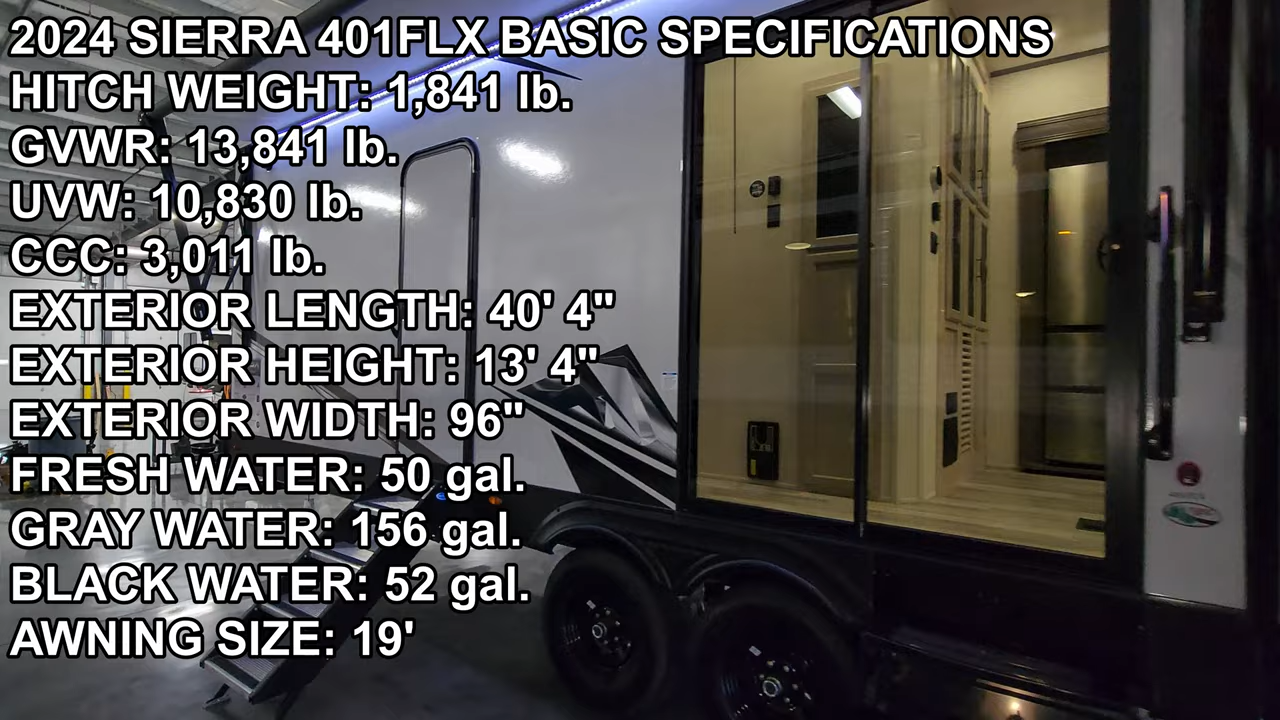 2024 SIERRA 401FLX BASIC SPECIFICATIONS
HITCH WEIGHT: 1,841 lb.
GVWR: 13,841 lb.
UVW: 10,830 lb.
CCC: 3,011 lb.
EXTERIOR LENGTH: 40' 4"
EXTERIOR HEIGHT: 13' 4"
EXTERIOR WIDTH: 96"
FRESH WATER: 50 gal.
GRAY WATER: 156 gal.
BLACK WATER: 52 gal.
AWNING SIZE: 19'